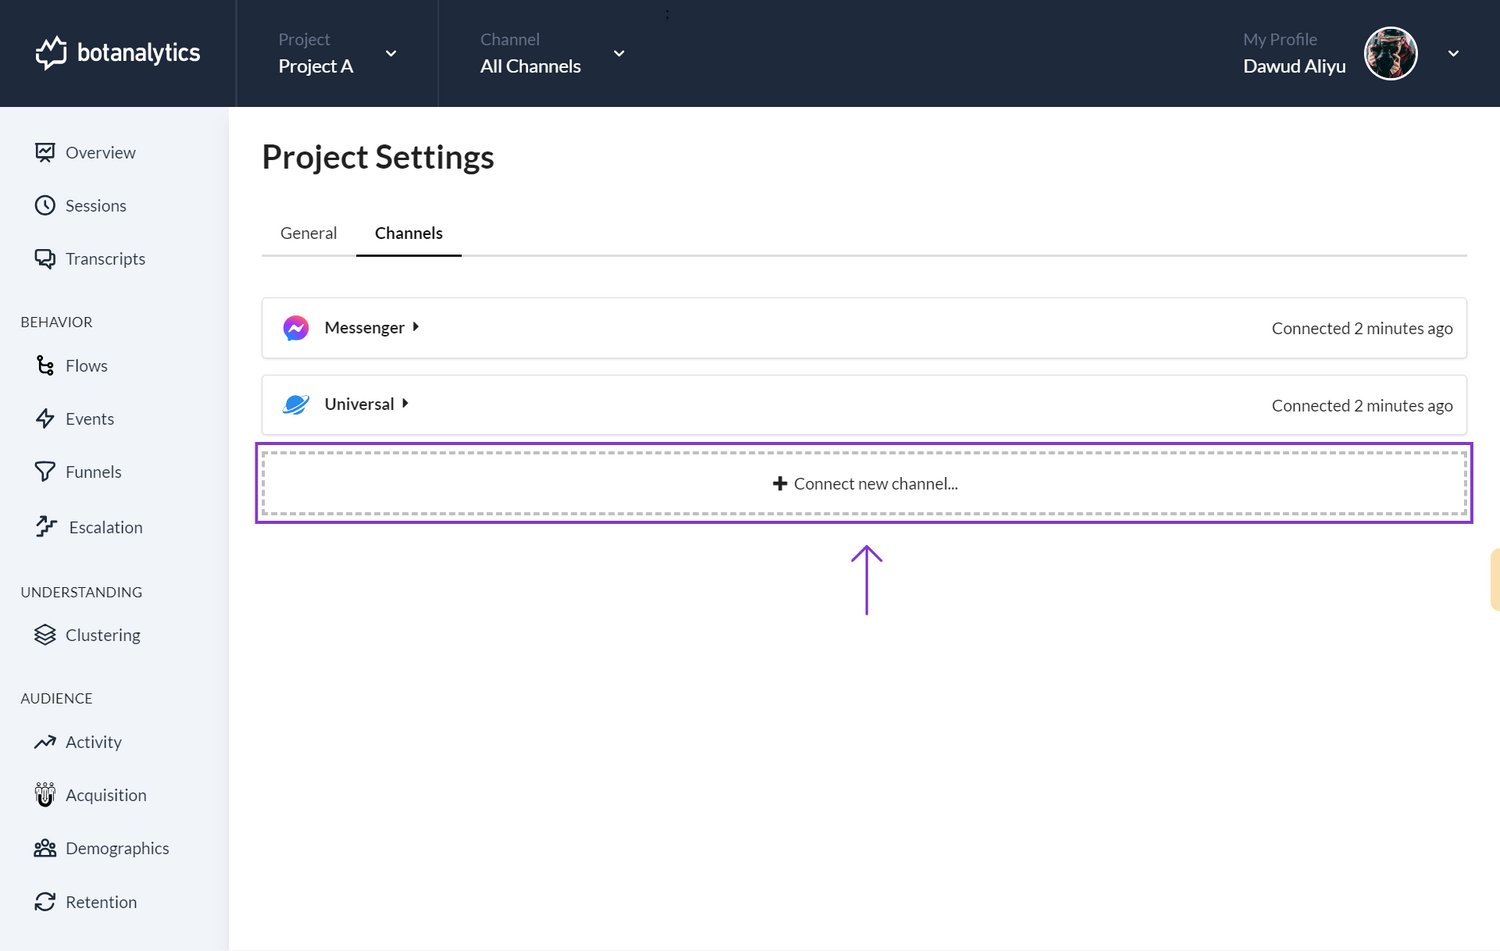 botanalytics
Project
Project A
Channel
All Channels
;
My Profile
Dawud Aliyu
Overview
Sessions
Transcripts
BEHAVIOR
Flows
Events
Funnels
Escalation
UNDERSTANDING
Clustering
AUDIENCE
Activity
Acquisition
Demographics
Retention
Project Settings
General
Channels
Messenger
Connected 2 minutes ago
Universal
Connected 2 minutes ago
Connect new channel...